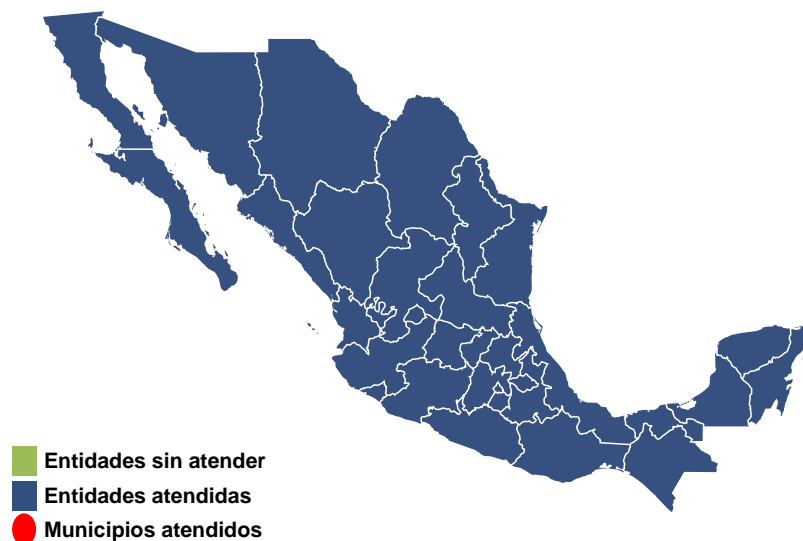 Entidades sin atender
Entidades atendidas
Municipios atendidos